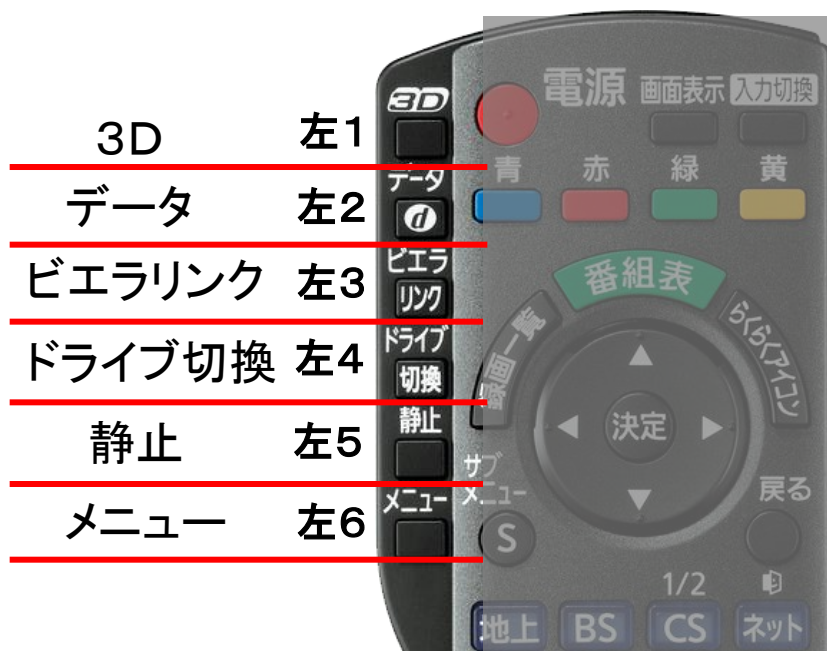 3D
電源
画面表示
入力切換
3D 左1
データ
青
赤
緑
黄
データ 左2
d
ビエラ
番組表
ビエラリンク 左3
リンク
録画一覧
らくらくアイコン
ドライブ
ドライブ切換 左4
切換
決定
静止
静止 左5
サブ
メニュー
戻る
メニュー
メニュー 左6
S
1/2
地上
BS
CS
ネット